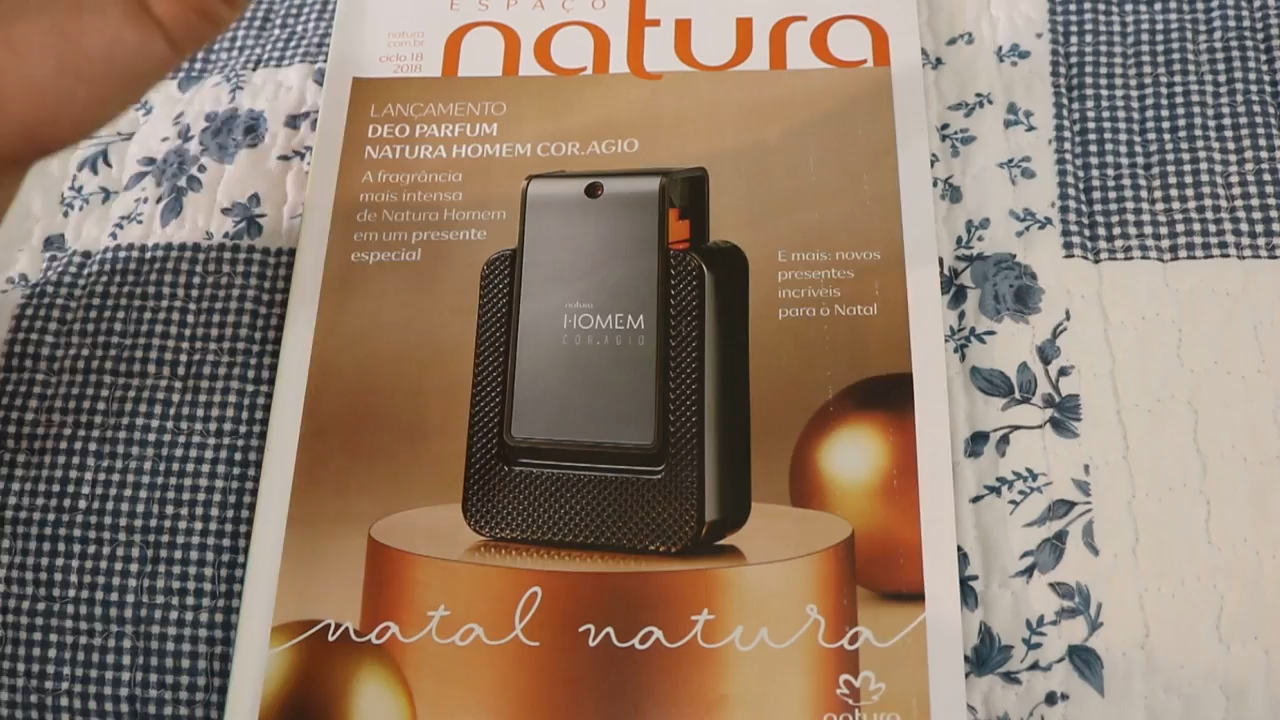 ESPAÇO
natura
natura
com.br
ciclo 18
2018
LANÇAMENTO
DEO PARFUM
NATURA HOMEM COR.AGIO
A fragrância
mais intensa
de Natura Homem
em um presente
especial
E mais: novos
presentes
incríveis
para o Natal
natura
HOMEM
COR.AGIO
natal natura
natura